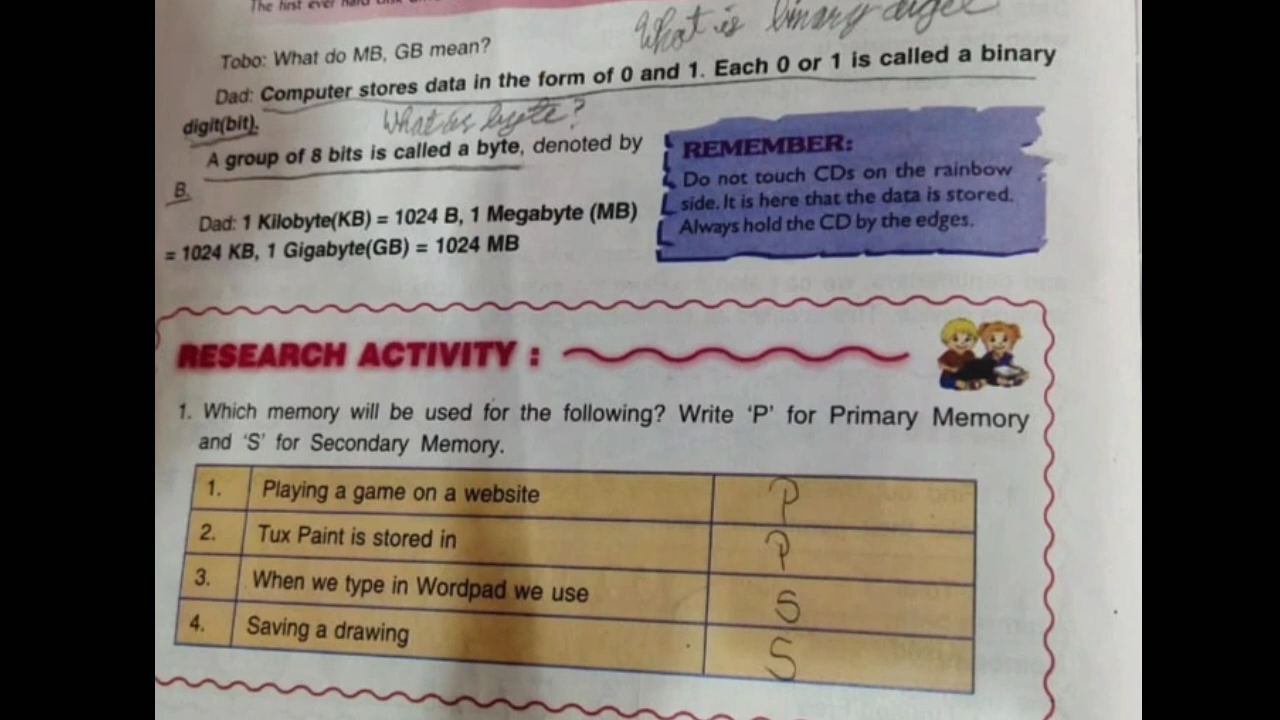 The first ever hard disk
What is binary digit
Tobo: What do MB, GB mean?
Dad: Computer stores data in the form of 0 and 1. Each 0 or 1 is called a binary
digit(bit).
What is byte?
A group of 8 bits is called a byte, denoted by
B.
Dad: 1 Kilobyte(KB) = 1024 B, 1 Megabyte (MB)
= 1024 KB, 1 Gigabyte(GB) = 1024 MB
REMEMBER:
Do not touch CDs on the rainbow
side. It is here that the data is stored.
Always hold the CD by the edges.
RESEARCH ACTIVITY :
1. Which memory will be used for the following? Write 'P' for Primary Memory
and 'S' for Secondary Memory.
1. Playing a game on a website P
2. Tux Paint is stored in P
3. When we type in Wordpad we use S
4. Saving a drawing S